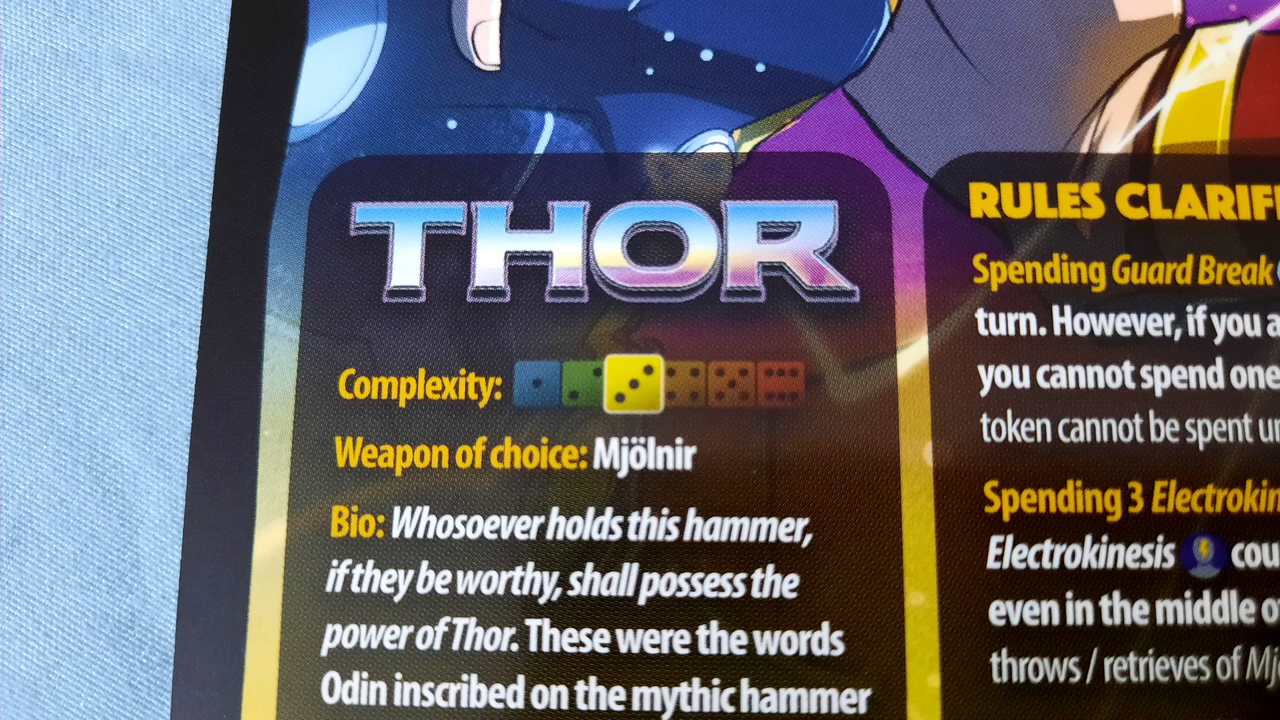 THOR
Complexity:
Weapon of choice: Mjölnir
Bio: Whosoever holds this hammer,
if they be worthy, shall possess the
power of Thor. These were the words
Odin inscribed on the mythic hammer
RULES
Spending Guard Break
turn. However, if you
you cannot spend one
token cannot be spent
Spending 3
Electrokinesis
even in the middle
throws / retrieves of